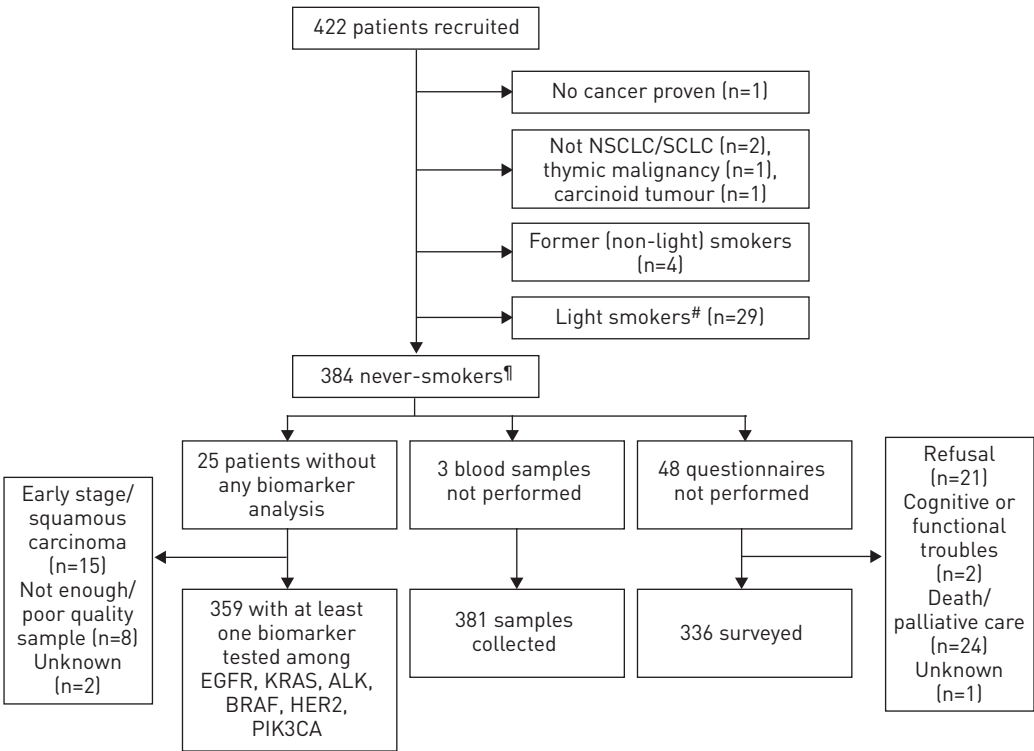 422 patients recruited
No cancer proven (n=1)
Not NSCLC/SCLC (n=2),
thymic malignancy (n=1),
carcinoid tumour (n=1)
Former (non-light) smokers
(n=4)
Light smokers# (n=29)
384 never-smokers¶
25 patients without
any biomarker
analysis
3 blood samples
not performed
48 questionnaires
not performed
Early stage/
squamous
carcinoma
(n=15)
Not enough/
poor quality
sample (n=8)
Unknown
(n=2)
Refusal
(n=21)
Cognitive or
functional
troubles
(n=2)
Death/
palliative care
(n=24)
Unknown
(n=1)
359 with at least
one biomarker
tested among
EGFR, KRAS, ALK,
BRAF, HER2,
PIK3CA
381 samples
collected
336 surveyed